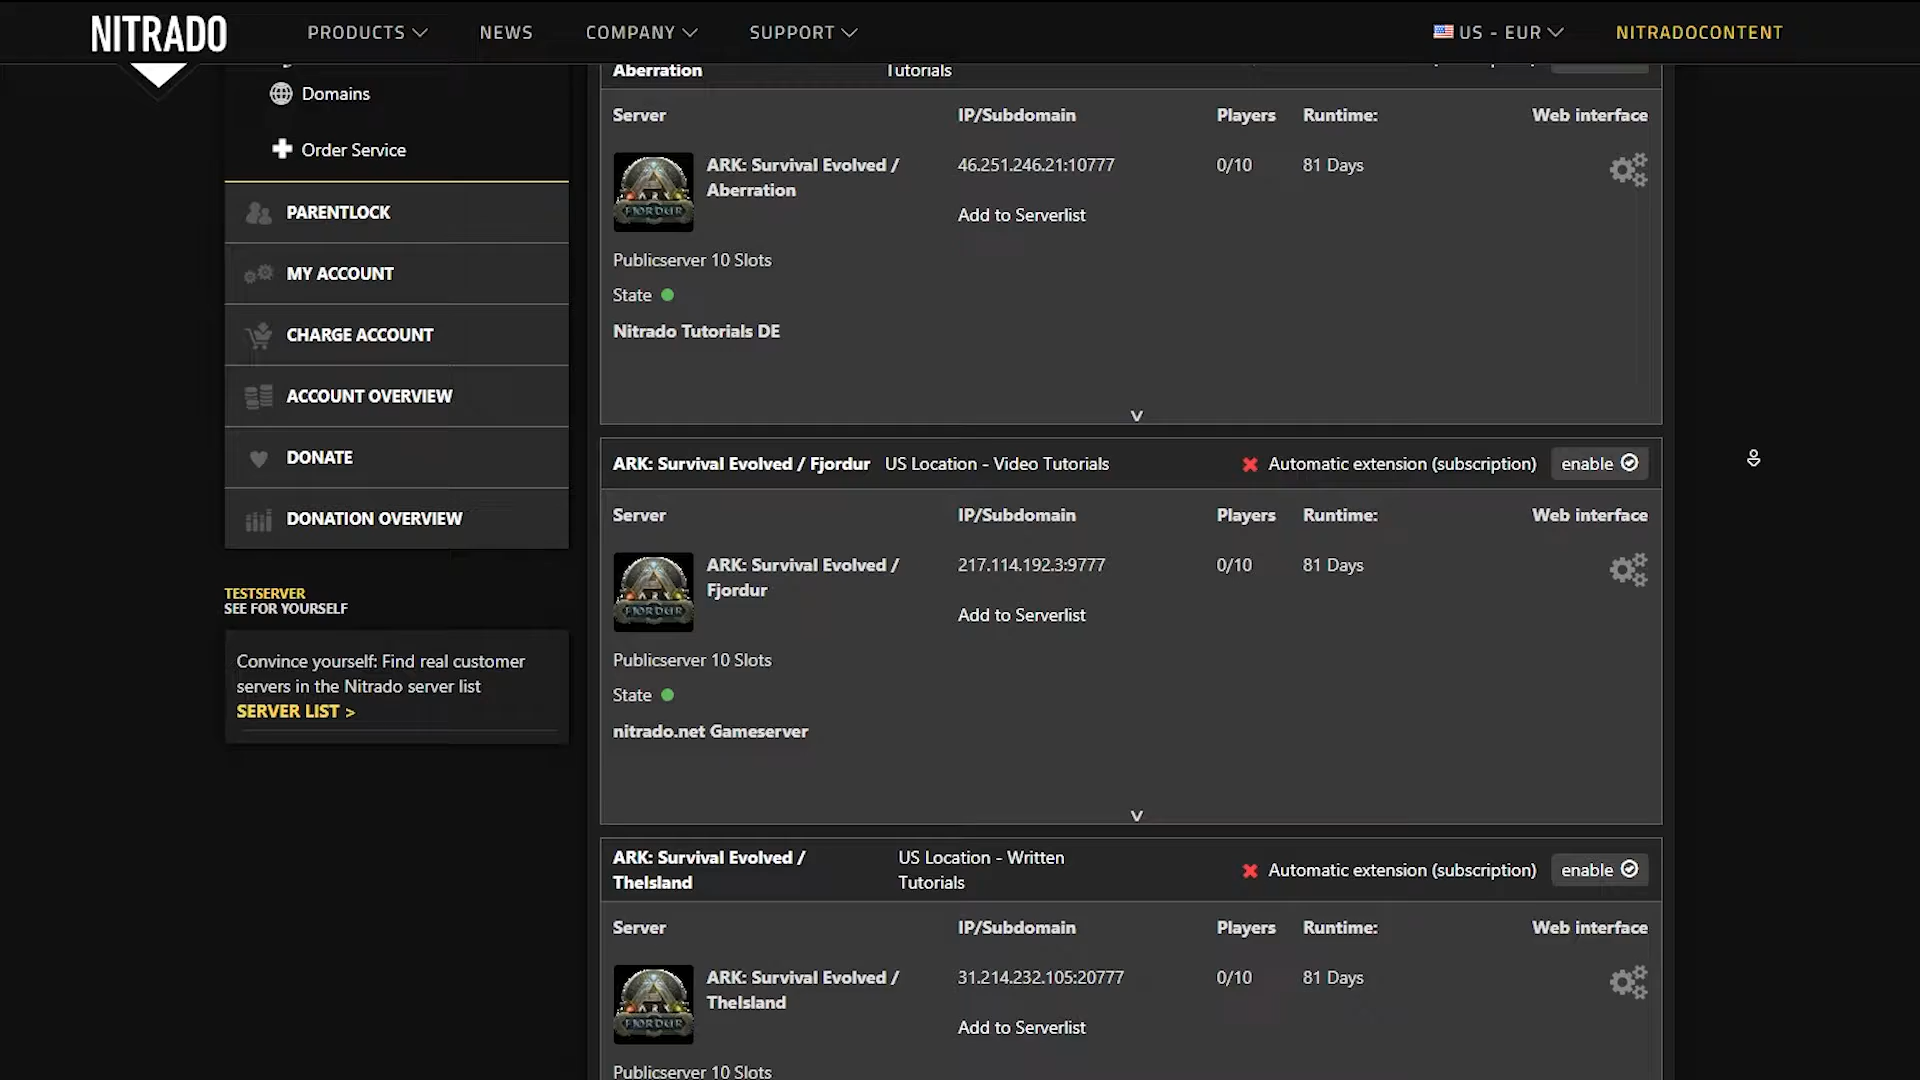 NITRADO
PRODUCTS
NEWS
COMPANY
SUPPORT
US - EUR
NITRADOCONTENT
Domains
Order Service
PARENTLOCK
MY ACCOUNT
CHARGE ACCOUNT
ACCOUNT OVERVIEW
DONATE
DONATION OVERVIEW
TESTSERVER
SEE FOR YOURSELF
Convince yourself: Find real customer
servers in the Nitrado server list
SERVER LIST >
Aberration Tutorials
Server IP/Subdomain Players Runtime: Web interface
ARK: Survival Evolved / 46.251.246.21:10777 0/10 81 Days
Aberration
Add to Serverlist
Publicserver 10 Slots
State
Nitrado Tutorials DE
v
ARK: Survival Evolved / Fjordur US Location - Video Tutorials Automatic extension (subscription) enable
Server IP/Subdomain Players Runtime: Web interface
ARK: Survival Evolved / 217.114.192.3:9777 0/10 81 Days
Fjordur
FJORDUR
Add to Serverlist
Publicserver 10 Slots
State
nitrado.net Gameserver
v
ARK: Survival Evolved / US Location - Written
TheIsland Tutorials
Automatic extension (subscription) enable
Server IP/Subdomain Players Runtime: Web interface
ARK: Survival Evolved / 31.214.232.105:20777 0/10 81 Days
TheIsland
FJORDUR
Add to Serverlist
Publicserver 10 Slots